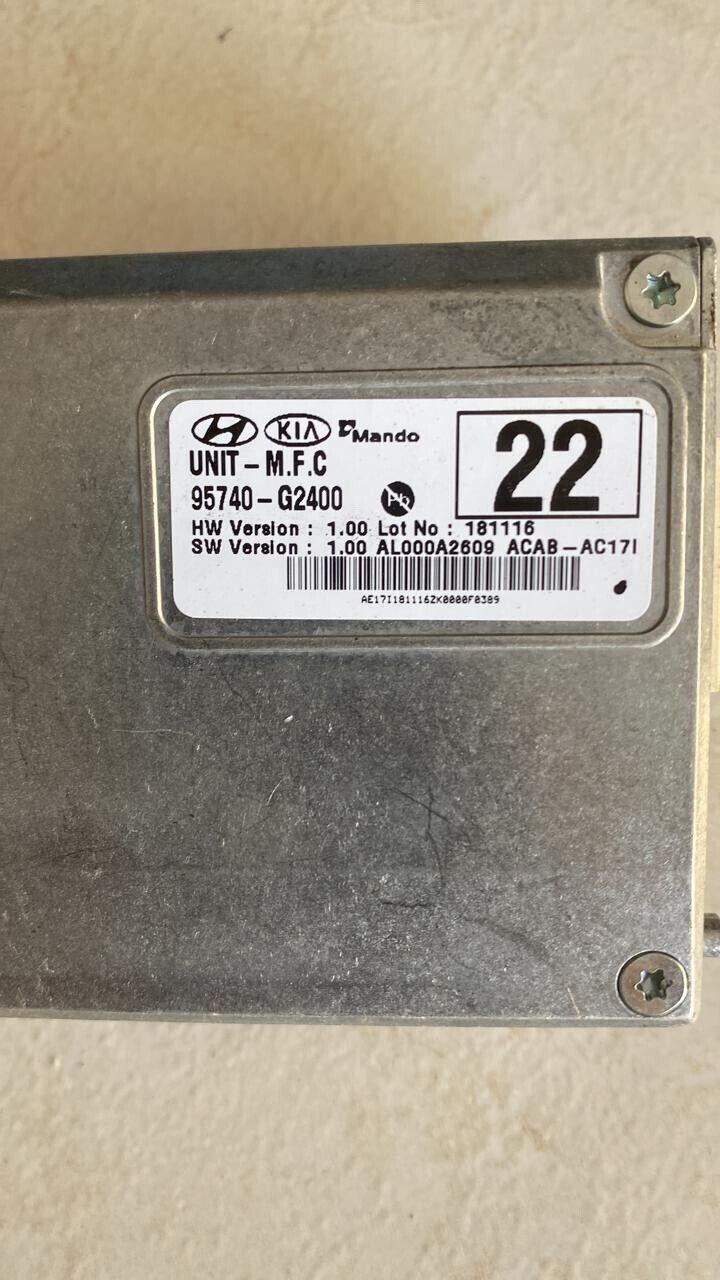 KIA Mando
UNIT-M.F.C
95740-G2400
22
HW Version : 1.00 Lot No : 181116
SW Version : 1.00 AL000A2609 ACAB-AC17I
AE17I181116ZK0000F0389